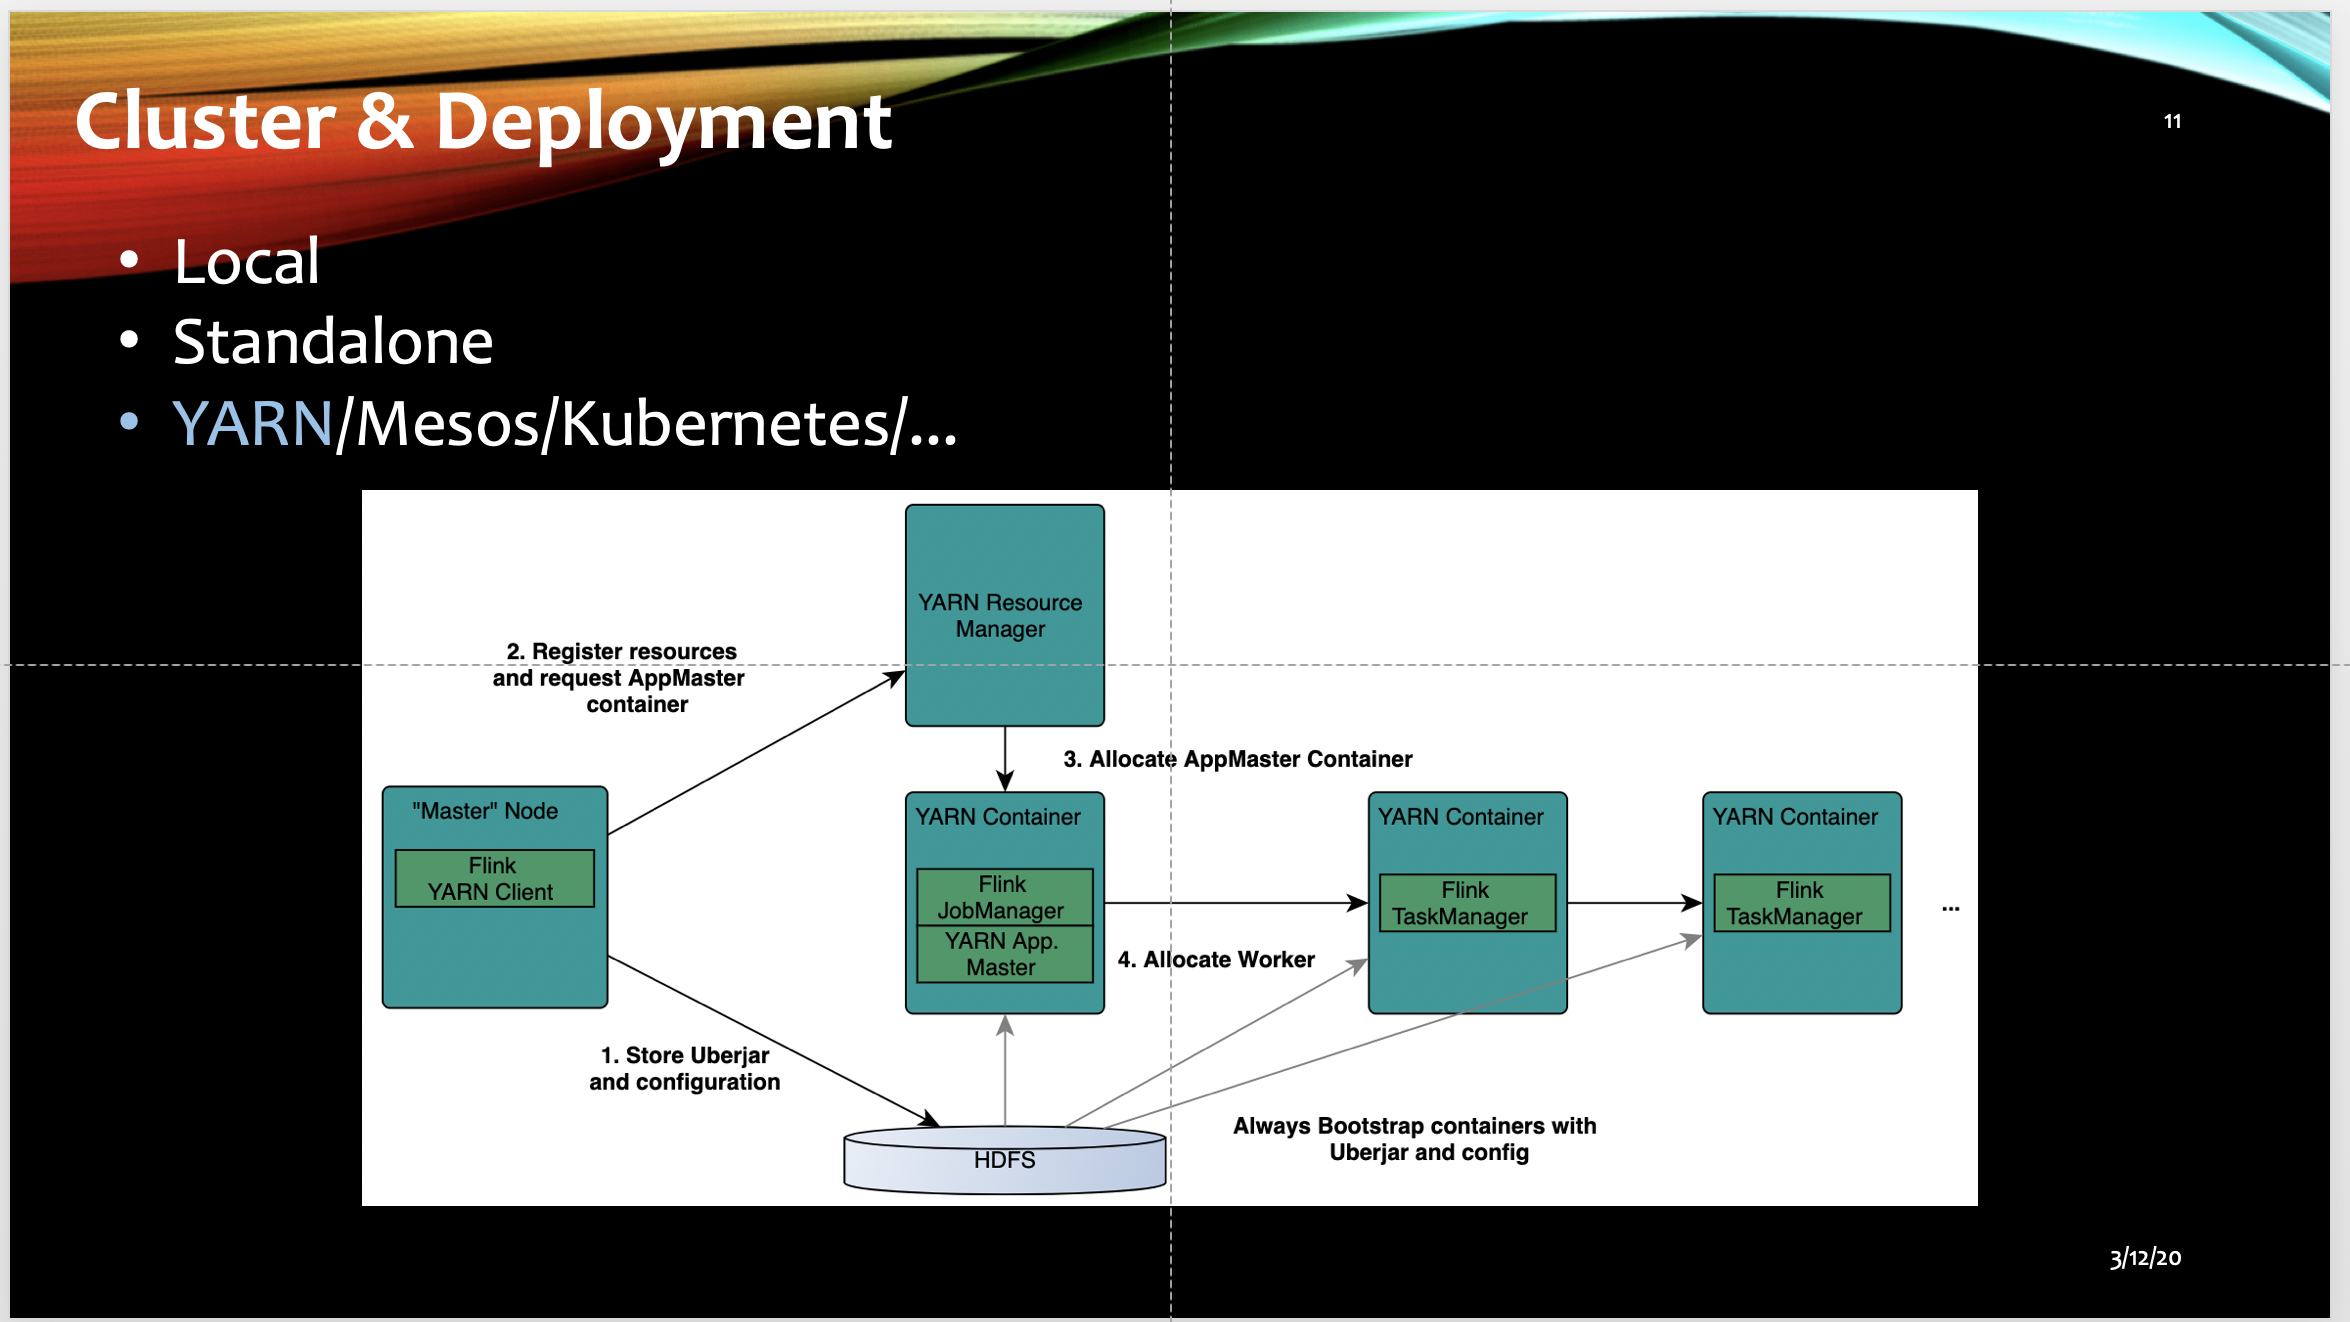 Cluster & Deployment
11
• Local
• Standalone
• YARN/Mesos/Kubernetes/...
YARN Resource
Manager
2. Register resources
and request AppMaster
container
3. Allocate AppMaster Container
"Master" Node
Flink
YARN Client
YARN Container
Flink
JobManager
YARN App.
Master
4. Allocate Worker
YARN Container
Flink
TaskManager
YARN Container
Flink
TaskManager
...
1. Store Uberjar
and configuration
HDFS
Always Bootstrap containers with
Uberjar and config
3/12/20